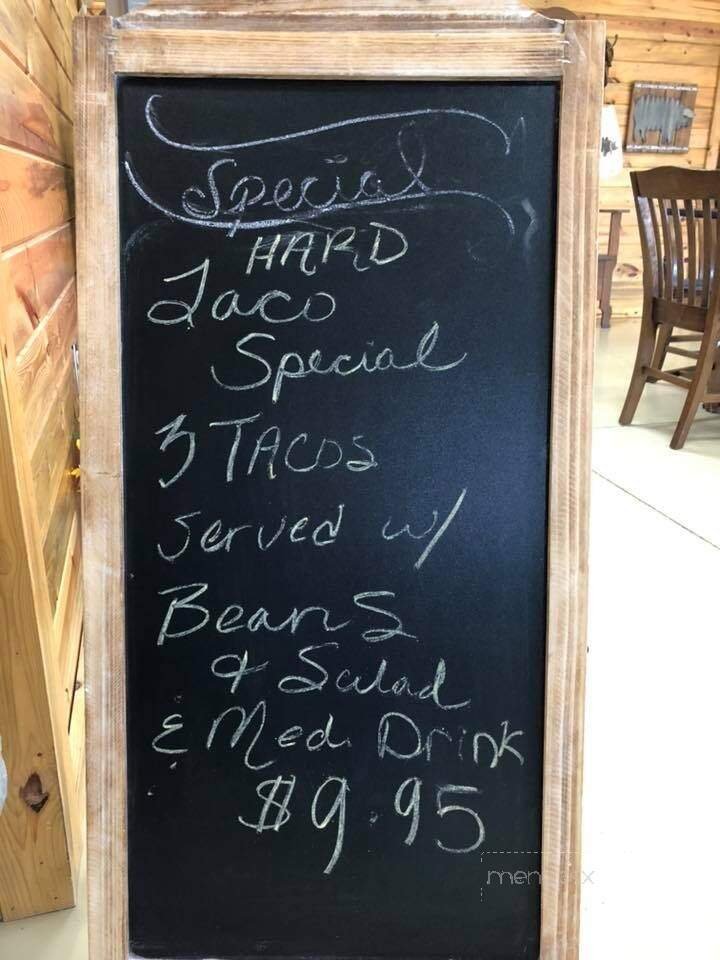 Special
HARD
Taco
Special
3 TACOS
Served w/
Beans
& Salad
& Med. Drink
$9.95